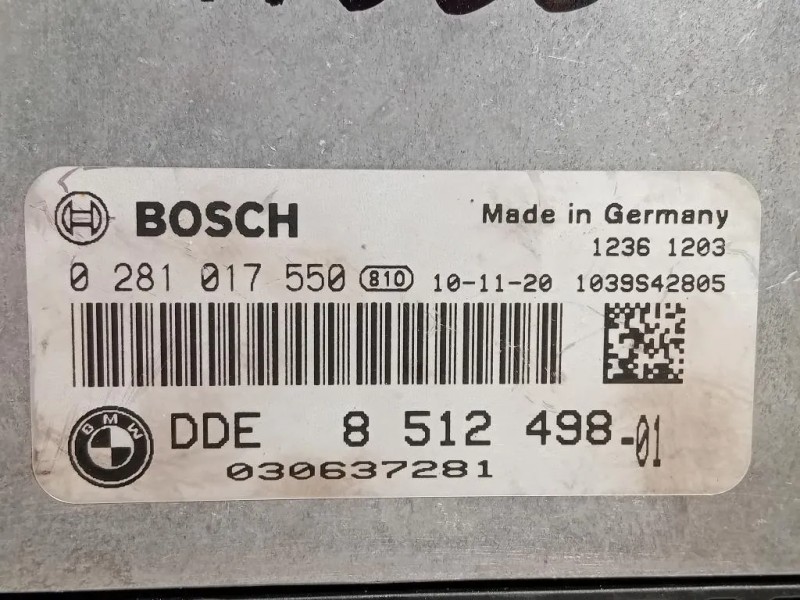 BOSCH
Made in Germany
1236 1203
0 281 017 550 810 10-11-20 1039S42805
BMW
DDE 8 512 498-01
030637281